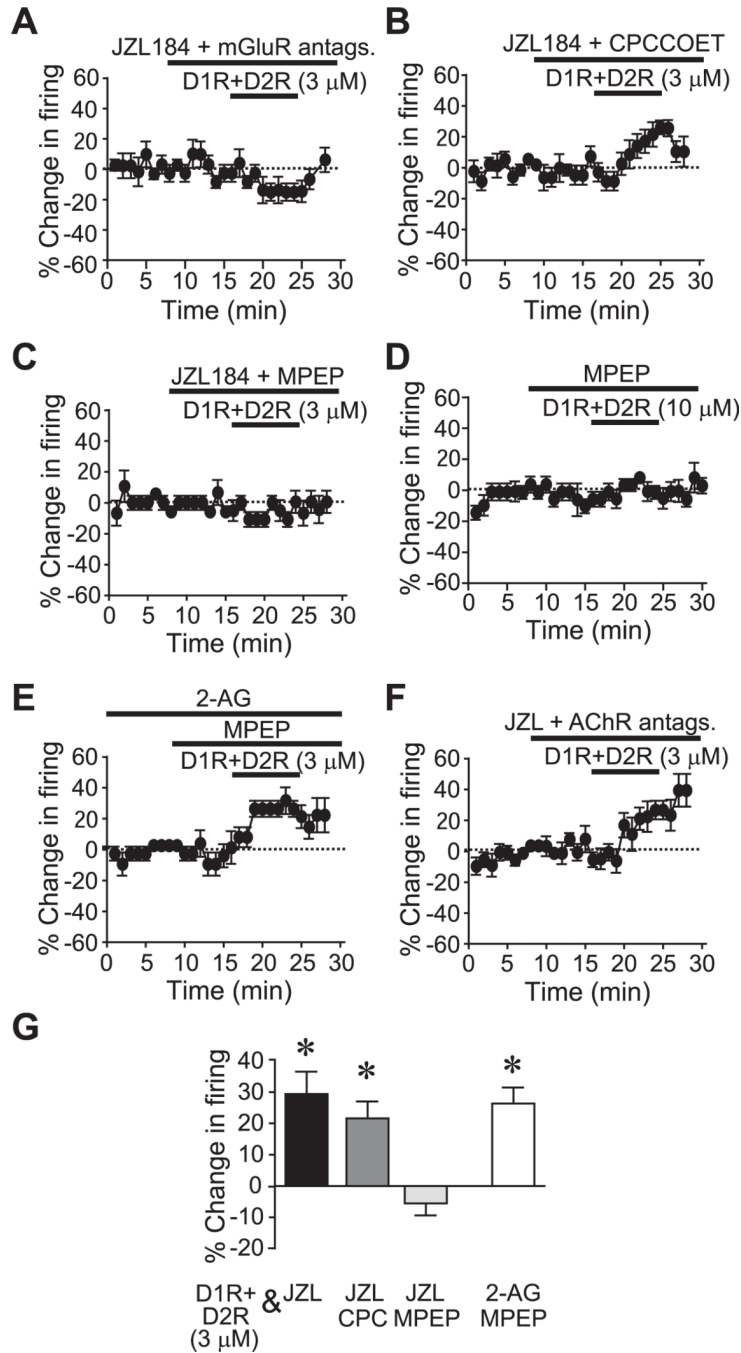 A
JZL184 + mGluR antags.
D1R+D2R (3 µM)
% Change in firing
60
40
20
0
-20
-40
-60
0 5 10 15 20 25 30
Time (min)
B
JZL184 + CPCCOET
D1R+D2R (3 µM)
% Change in firing
60
40
20
0
-20
-40
-60
0 5 10 15 20 25 30
Time (min)
C
JZL184 + MPEP
D1R+D2R (3 µM)
% Change in firing
60
40
20
0
-20
-40
-60
0 5 10 15 20 25 30
Time (min)
D
MPEP
D1R+D2R (10 µM)
% Change in firing
60
40
20
0
-20
-40
-60
0 5 10 15 20 25 30
Time (min)
E
2-AG
MPEP
D1R+D2R (3 µM)
% Change in firing
60
40
20
0
-20
-40
-60
0 5 10 15 20 25 30
Time (min)
F
JZL + AChR antags.
D1R+D2R (3 µM)
% Change in firing
60
40
20
0
-20
-40
-60
0 5 10 15 20 25 30
Time (min)
G
% Change in firing
40
30
20
10
0
-10
-20
* * *
D1R+
D2R
(3 µM)
&
JZL
JZL
CPC
JZL
MPEP
2-AG
MPEP